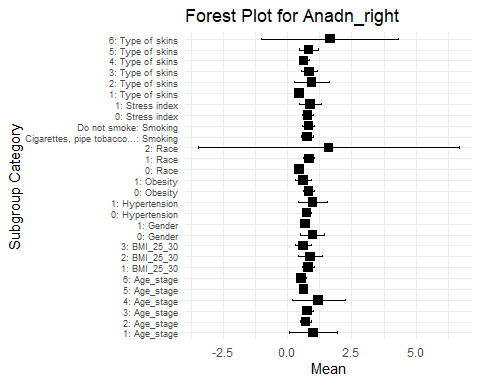 Forest Plot for Anadn_right
Subgroup Category
6: Type of skins
5: Type of skins
4: Type of skins
3: Type of skins
2: Type of skins
1: Type of skins
1: Stress index
0: Stress index
Do not smoke: Smoking
Cigarettes, pipe tobacco...: Smoking
2: Race
1: Race
0: Race
1: Obesity
0: Obesity
1: Hypertension
0: Hypertension
1: Gender
0: Gender
3: BMI_25_30
2: BMI_25_30
1: BMI_25_30
6: Age_stage
5: Age_stage
4: Age_stage
3: Age_stage
2: Age_stage
1: Age_stage
-2.5 0.0 2.5 5.0
Mean